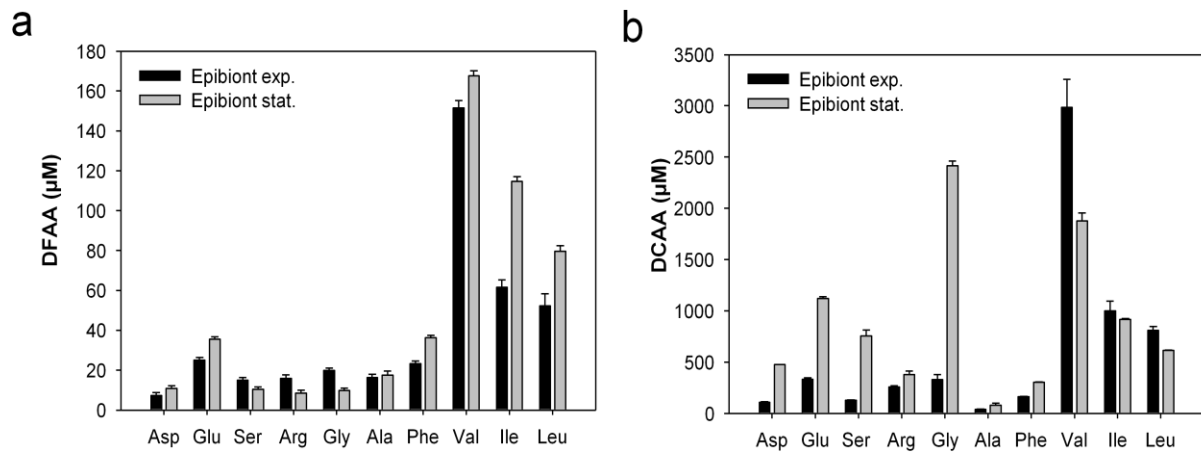 a
180
160
140
120
100
80
60
40
20
0
DFAA (µM)
Epibiont exp.
Epibiont stat.
Asp Glu Ser Arg Gly Ala Phe Val Ile Leu
b
3500
3000
2500
2000
1500
1000
500
0
DCAA (µM)
Epibiont exp.
Epibiont stat.
Asp Glu Ser Arg Gly Ala Phe Val Ile Leu